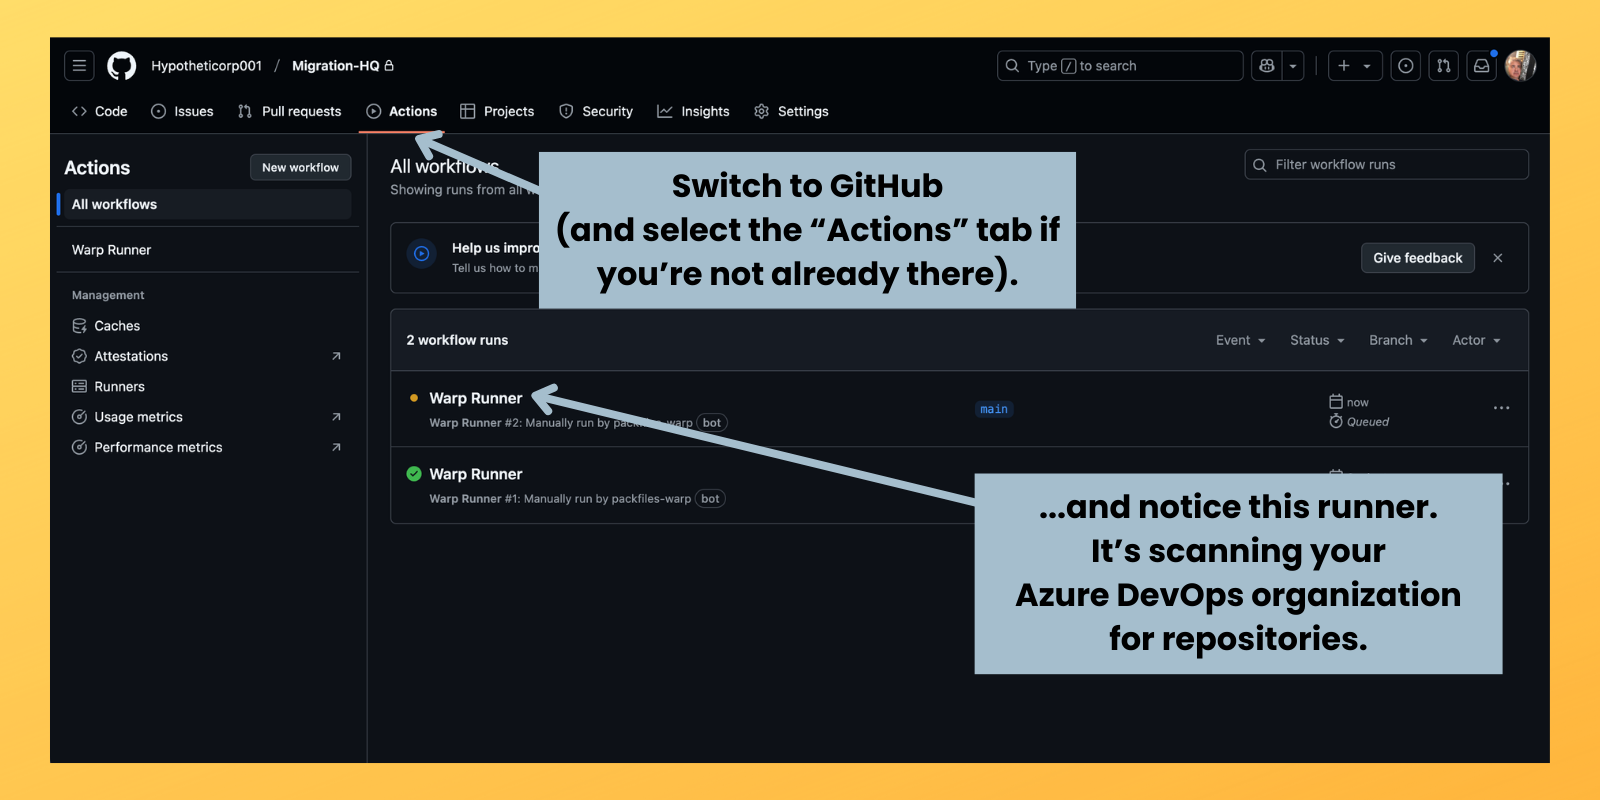 Hypotheticorp001 / Migration-HQ
Type / to search
Code
Issues
Pull requests
Actions
Projects
Security
Insights
Settings
Actions
New workflow
All workflows
Warp Runner
Management
Caches
Attestations
Runners
Usage metrics
Performance metrics
All workflows
Showing runs from all
Filter workflow runs
Help us impro
Tell us how to m
Give feedback
Switch to GitHub
(and select the “Actions” tab if
you’re not already there).
2 workflow runs
Event
Status
Branch
Actor
Warp Runner
Warp Runner #2: Manually run by packfiles-warp bot
main
now
Queued
Warp Runner
Warp Runner #1: Manually run by packfiles-warp bot
...and notice this runner.
It’s scanning your
Azure DevOps organization
for repositories.